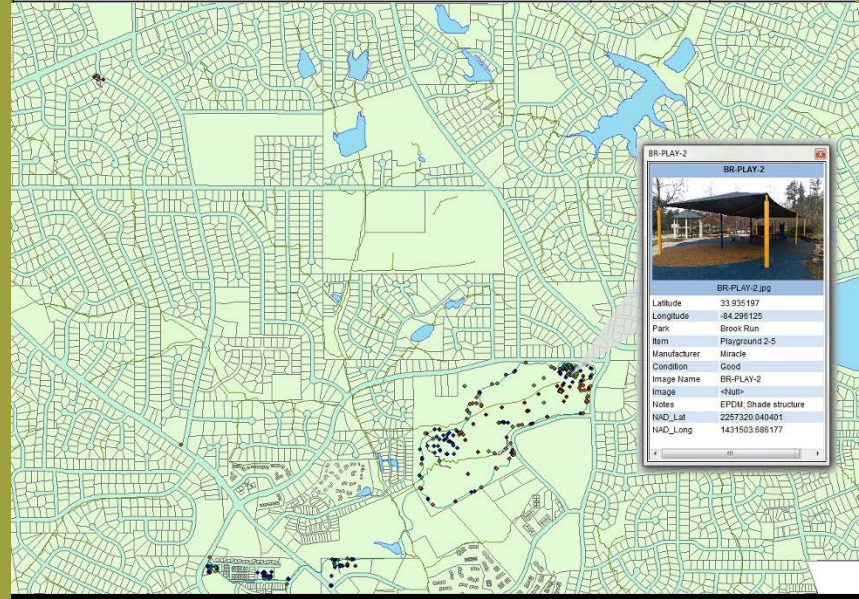 BR-PLAY-2
BR-PLAY-2
BR-PLAY-2.jpg
Latitude 33.935197
Longitude -84.296125
Park Brook Run
Item Playground 2-5
Manufacturer Miracle
Condition Good
Image Name BR-PLAY-2
Image <Null>
Notes EPDM; Shade structure
NAD_Lat 2257320.040401
NAD_Long 1431503.686177